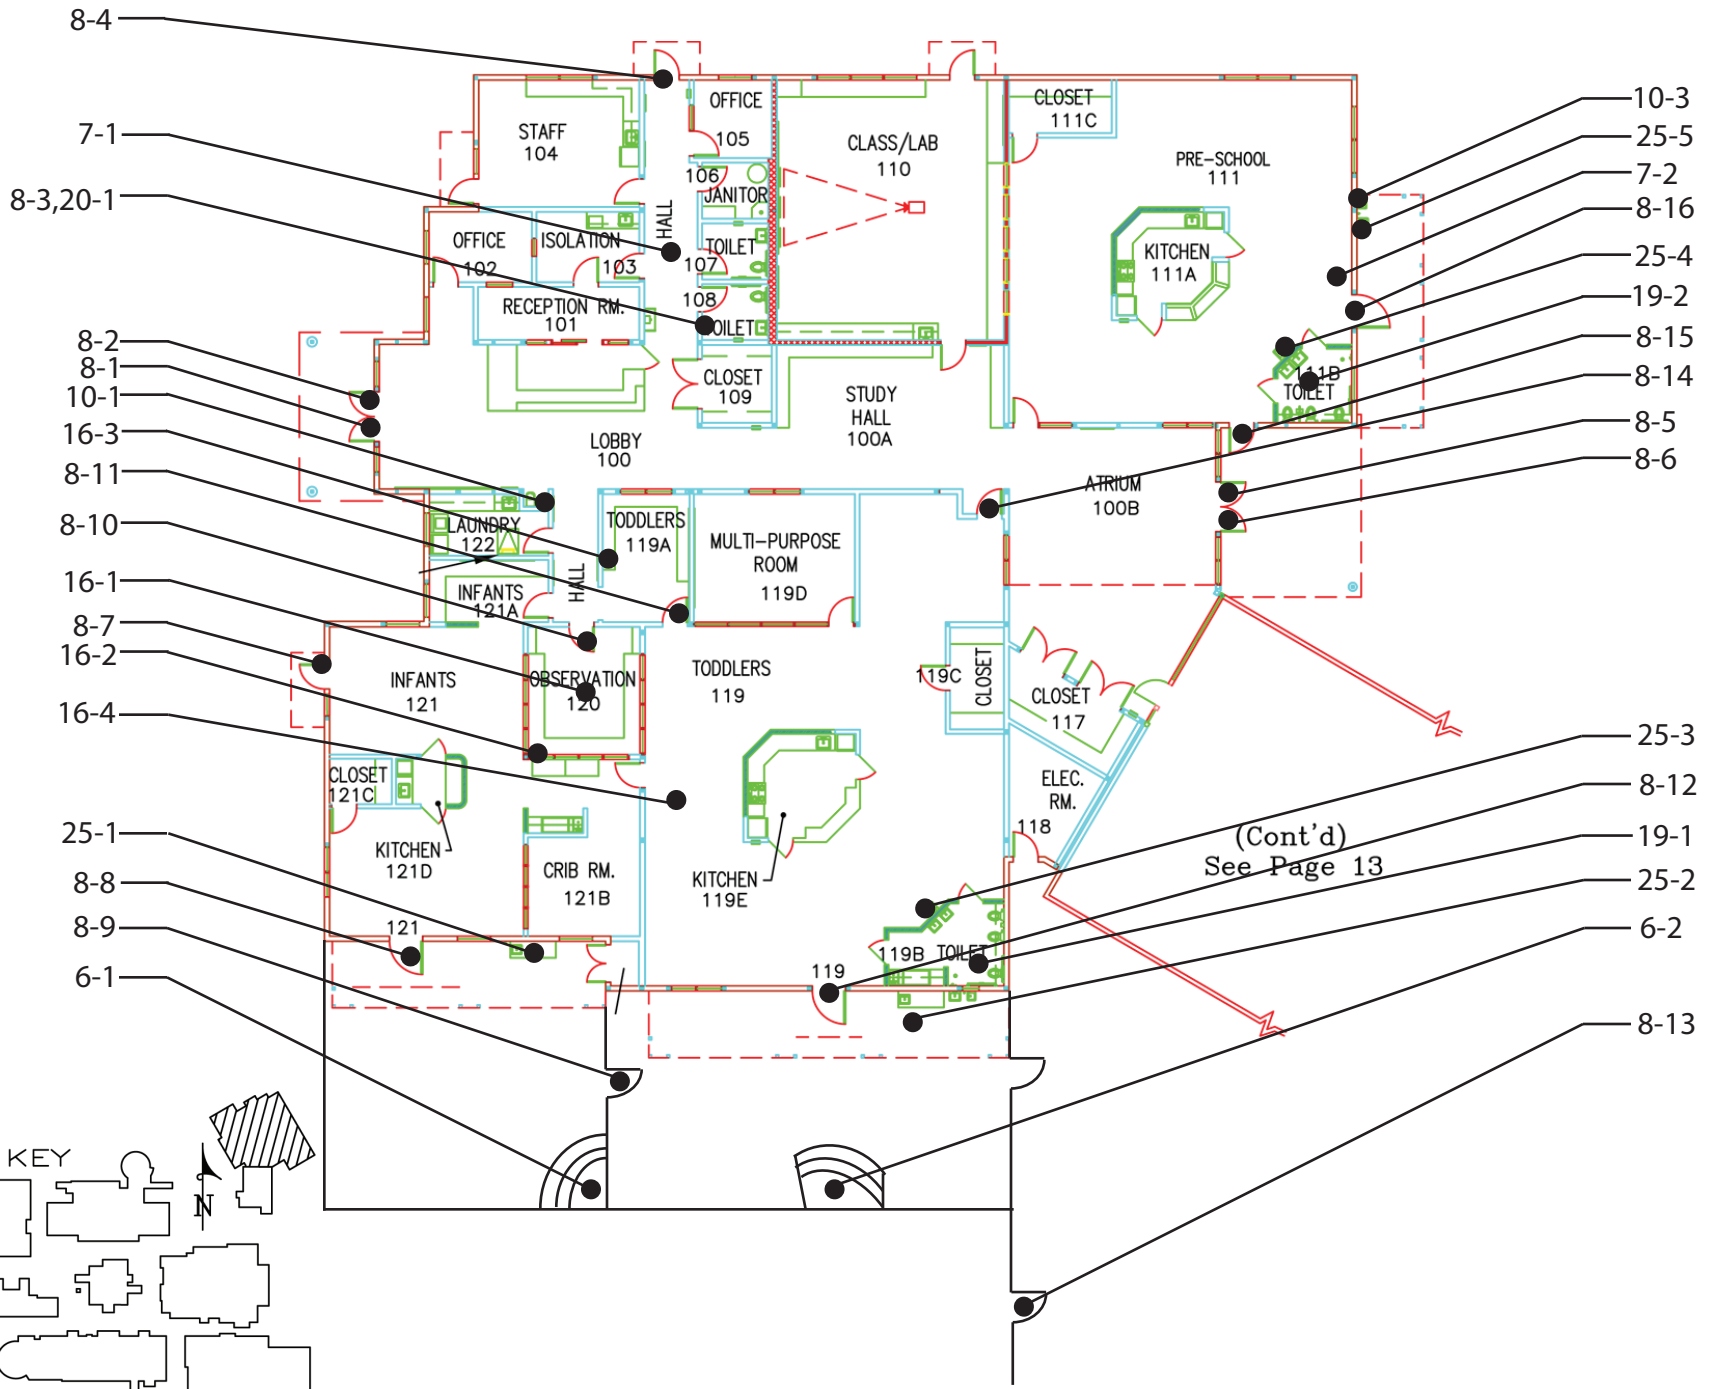 8-4
7-1
8-3,20-1
8-2
8-1
10-1
16-3
8-11
8-10
16-1
8-7
16-2
16-4
25-1
8-8
8-9
6-1
STAFF
104
OFFICE
105
CLASS/LAB
110
CLOSET
111C
PRE-SCHOOL
111
106
JANITOR
HALL
OFFICE
102
ISOLATION
103
TOILET
107
KITCHEN
111A
RECEPTION RM.
101
108
TOILET
111B
TOILET
CLOSET
109
STUDY
HALL
100A
LOBBY
100
ATRIUM
100B
LAUNDRY
122
TODDLERS
119A
MULTI-PURPOSE
ROOM
119D
HALL
INFANTS
121A
INFANTS
121
OBSERVATION
120
TODDLERS
119
119C
CLOSET
CLOSET
117
CLOSET
121C
ELEC.
RM.
118
KITCHEN
121D
CRIB RM.
121B
KITCHEN
119E
121
119
119B
TOILET
(Cont'd)
See Page 13
10-3
25-5
7-2
8-16
25-4
19-2
8-15
8-14
8-5
8-6
25-3
8-12
19-1
25-2
6-2
8-13
KEY
N